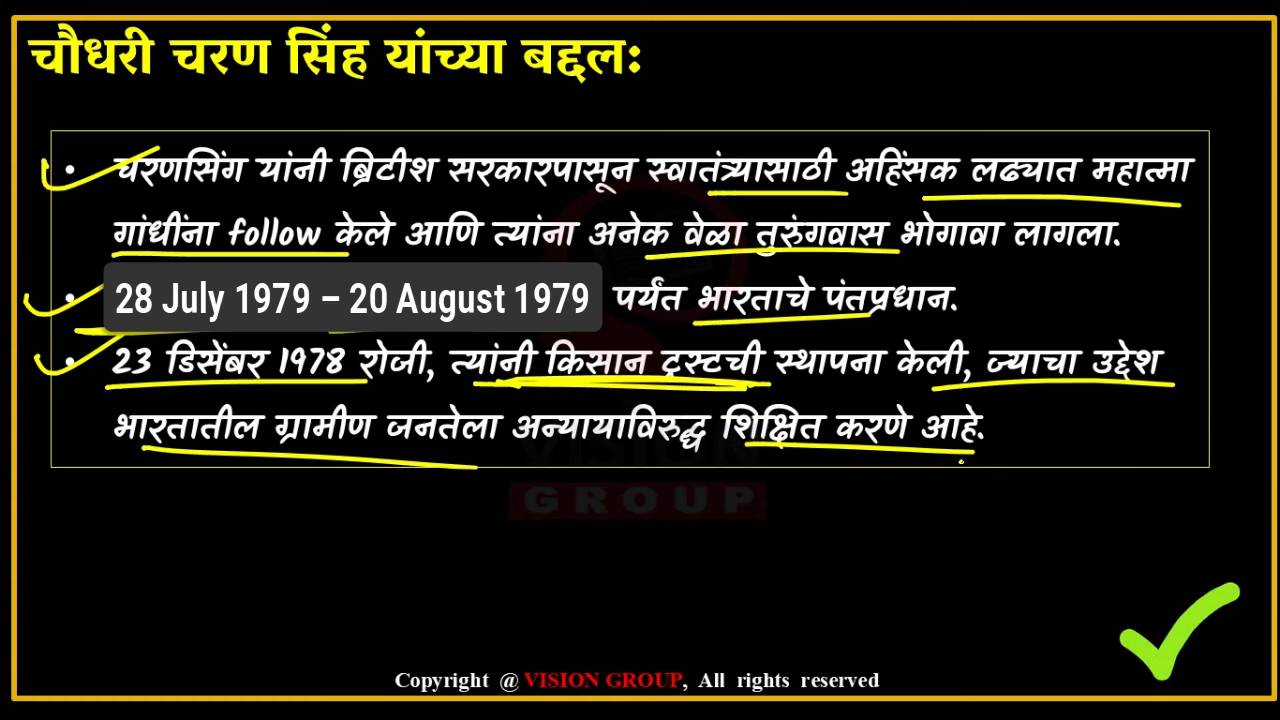 चौधरी चरण सिंह यांच्या बद्दल:
• चरणसिंग यांनी ब्रिटीश सरकारपासून स्वातंत्र्यासाठी अहिंसक लढ्यात महात्मा
गांधींना follow केले आणि त्यांना अनेक वेळा तुरुंगवास भोगावा लागला.
• 28 July 1979 – 20 August 1979 पर्यंत भारताचे पंतप्रधान.
• 23 डिसेंबर 1978 रोजी, त्यांनी किसान ट्रस्टची स्थापना केली, ज्याचा उद्देश
भारतातील ग्रामीण जनतेला अन्यायाविरुद्ध शिक्षित करणे आहे.
VISION
GROUP
Copyright @ VISION GROUP, All rights reserved